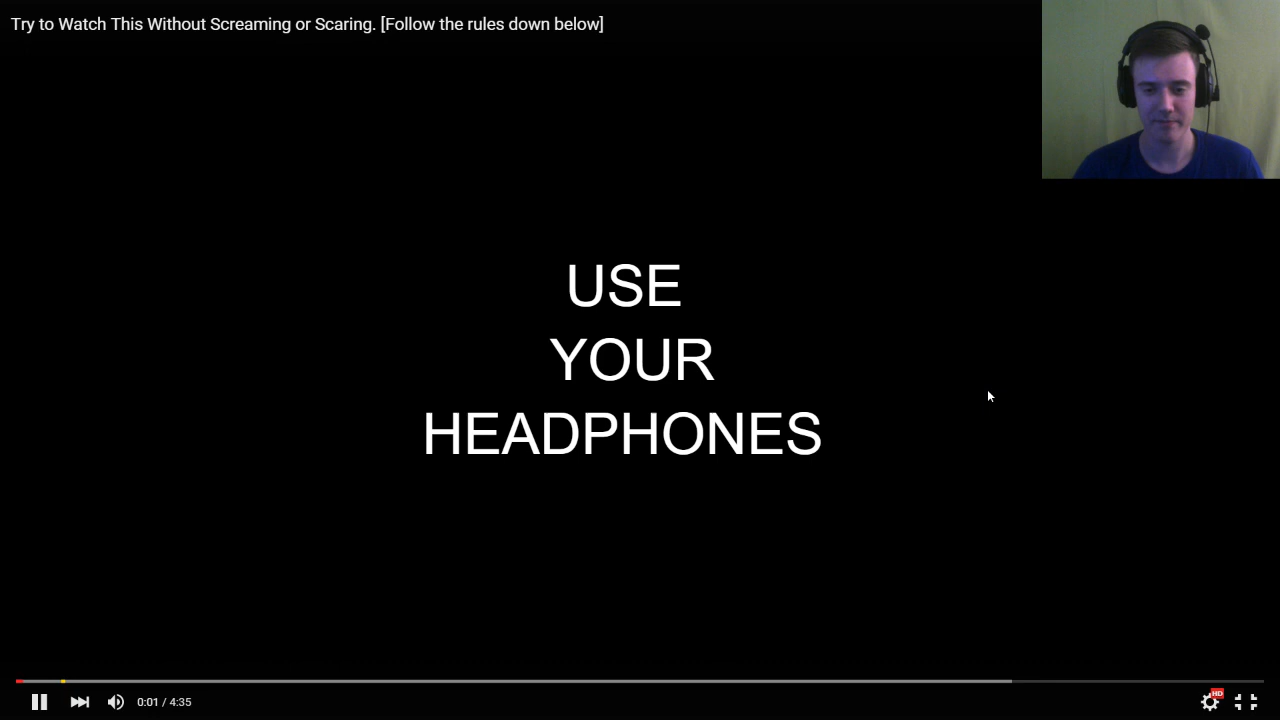 Try to Watch This Without Screaming or Scaring. [Follow the rules down below]
USE
YOUR
HEADPHONES
0:01 / 4:35
HD